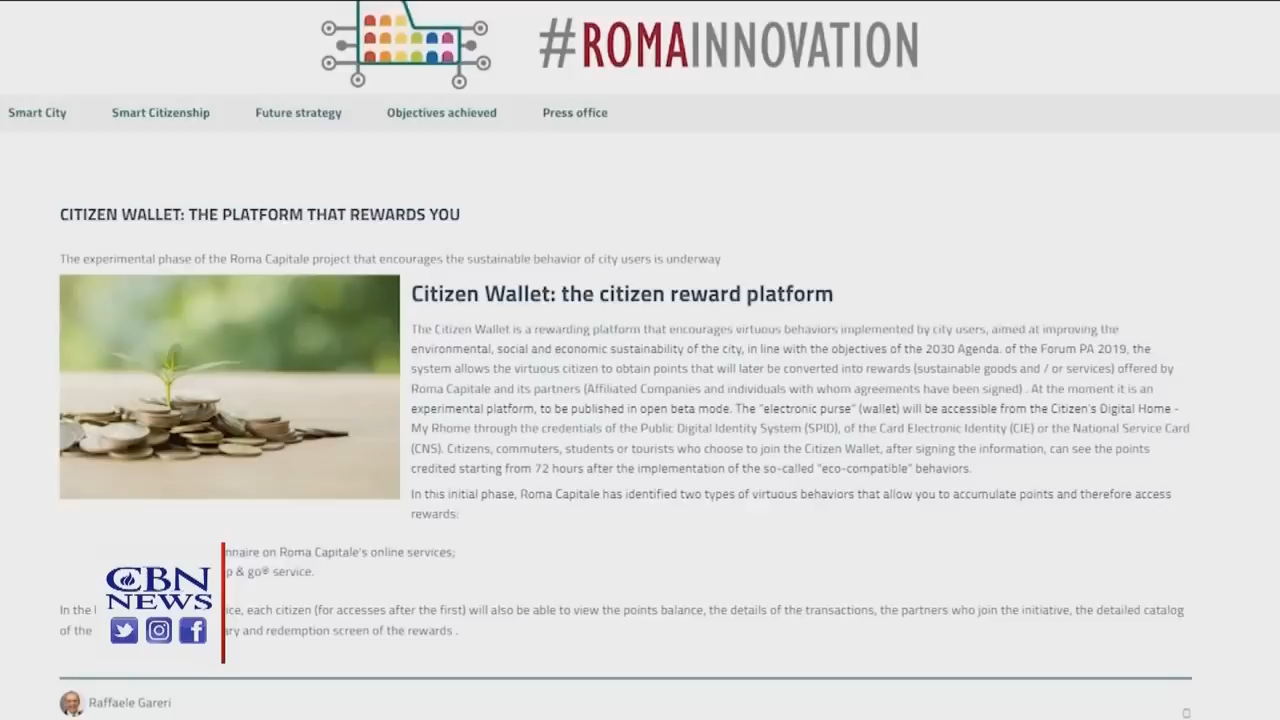 #ROMAINNOVATION
Smart City Smart Citizenship Future strategy Objectives achieved Press office
CITIZEN WALLET: THE PLATFORM THAT REWARDS YOU
The experimental phase of the Roma Capitale project that encourages the sustainable behavior of city users is underway
Citizen Wallet: the citizen reward platform
The Citizen Wallet is a rewarding platform that encourages virtuous behaviors implemented by city users, aimed at improving the
environmental, social and economic sustainability of the city, in line with the objectives of the 2030 Agenda. of the Forum PA 2019, the
system allows the virtuous citizen to obtain points that will later be converted into rewards (sustainable goods and / or services) offered by
Roma Capitale and its partners (Affiliated Companies and individuals with whom agreements have been signed) . At the moment it is an
experimental platform, to be published in open beta mode. The "electronic purse" (wallet) will be accessible from the Citizen's Digital Home -
My Rhome through the credentials of the Public Digital Identity System (SPID), of the Card Electronic Identity (CIE) or the National Service Card
(CNS). Citizens, commuters, students or tourists who choose to join the Citizen Wallet, after signing the information, can see the points
credited starting from 72 hours after the implementation of the so-called "eco-compatible" behaviors.
In this initial phase, Roma Capitale has identified two types of virtuous behaviors that allow you to accumulate points and therefore access
rewards:
nnaire on Roma Capitale's online services;
p & go® service.
In the ice, each citizen (for accesses after the first) will also be able to view the points balance, the details of the transactions, the partners who join the initiative, the detailed catalog
of the ary and redemption screen of the rewards .
CBN
NEWS
Raffaele Gareri